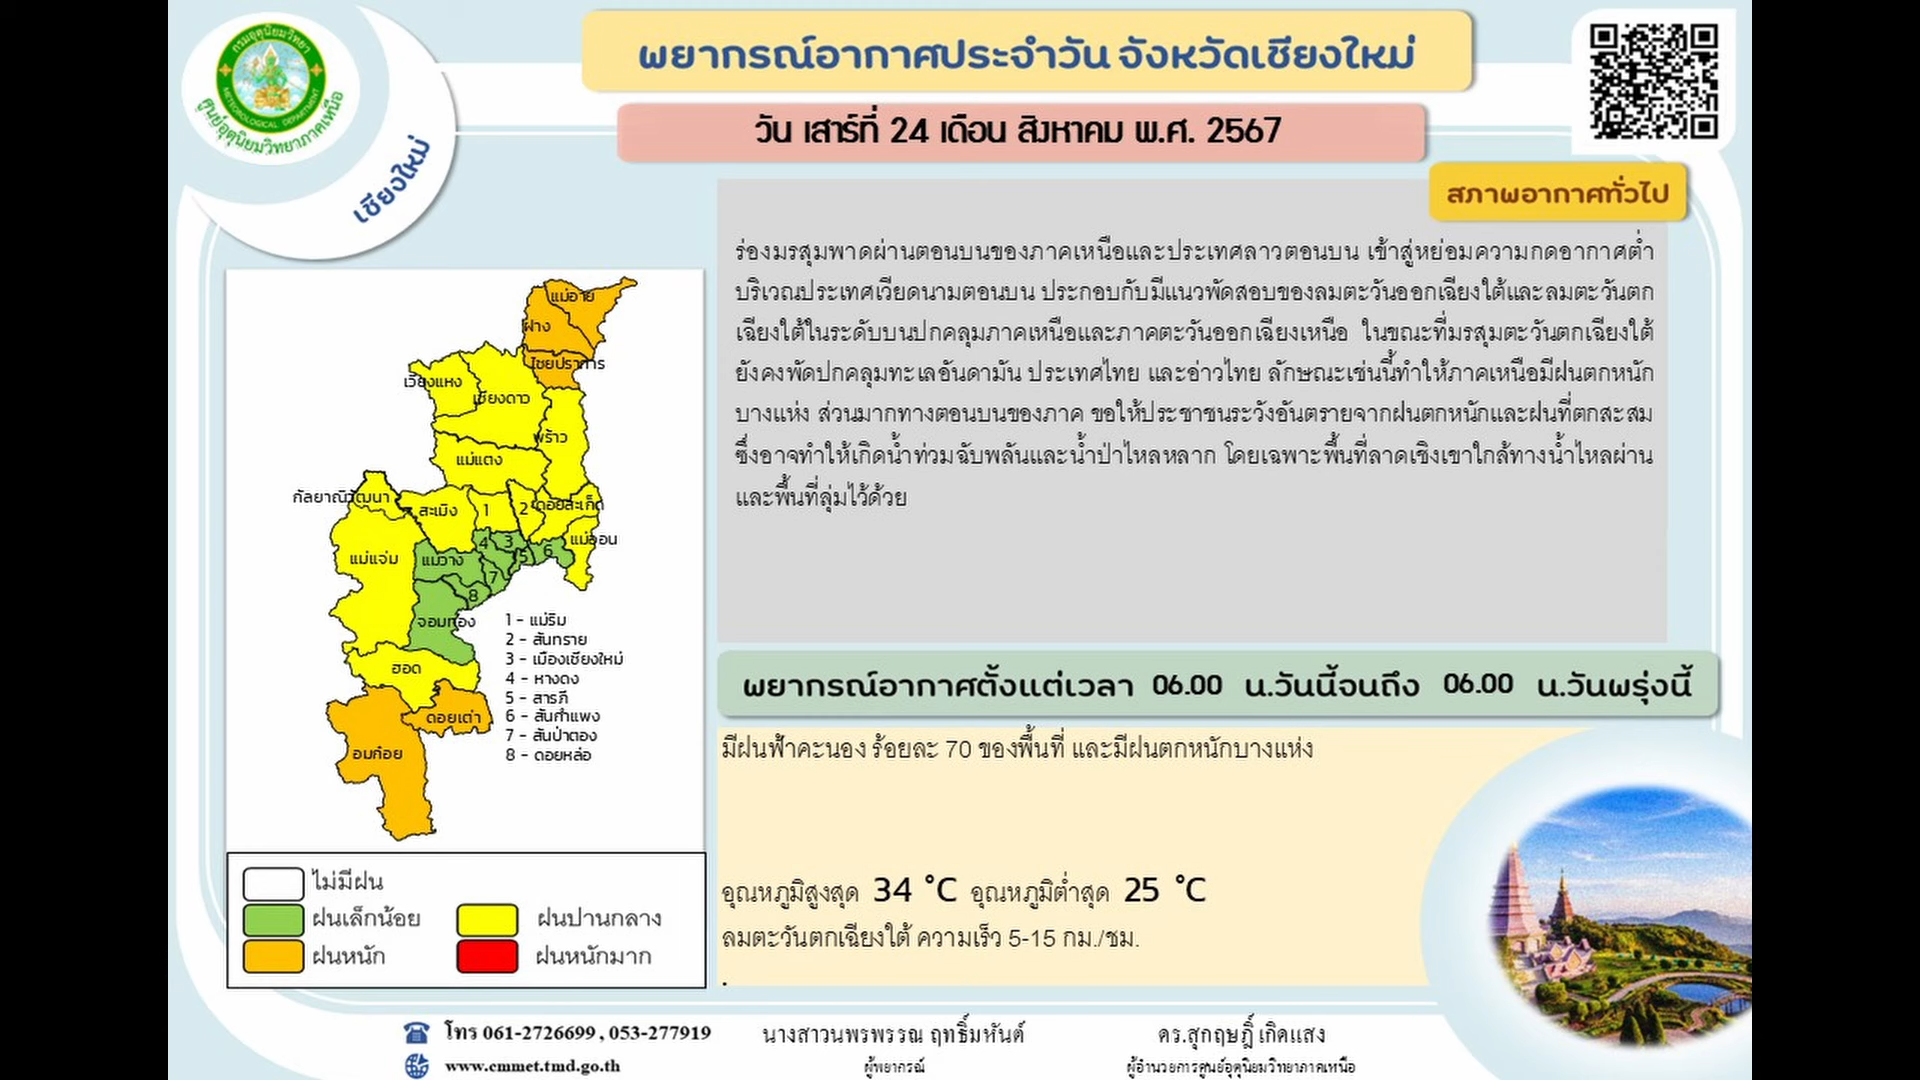 กรมอุตุนิยมวิทยา
METEOROLOGICAL DEPARTMENT
ศูนย์อุตุนิยมวิทยาภาคเหนือ
เชียงใหม่
พยากรณ์อากาศประจำวัน จังหวัดเชียงใหม่
วัน เสาร์ที่ 24 เดือน สิงหาคม พ.ศ. 2567
สภาพอากาศทั่วไป
ร่องมรสุมพาดผ่านตอนบนของภาคเหนือและประเทศลาวตอนบน เข้าสู่หย่อมความกดอากาศต่ำ
บริเวณประเทศเวียดนามตอนบน ประกอบกับมีแนวพัดสอบของลมตะวันออกเฉียงใต้และลมตะวันตก
เฉียงใต้ในระดับบนปกคลุมภาคเหนือและภาคตะวันออกเฉียงเหนือ ในขณะที่มรสุมตะวันตกเฉียงใต้
ยังคงพัดปกคลุมทะเลอันดามัน ประเทศไทย และอ่าวไทย ลักษณะเช่นนี้ทำให้ภาคเหนือมีฝนตกหนัก
บางแห่ง ส่วนมากทางตอนบนของภาค ขอให้ประชาชนระวังอันตรายจากฝนตกหนักและฝนที่ตกสะสม
ซึ่งอาจทำให้เกิดน้ำท่วมฉับพลันและน้ำป่าไหลหลาก โดยเฉพาะพื้นที่ลาดเชิงเขาใกล้ทางน้ำไหลผ่าน
และพื้นที่ลุ่มไว้ด้วย
แม่อาย
ฝาง
ไชยปราการ
เวียงแหง
เชียงดาว
พร้าว
แม่แตง
กัลยาณิวัฒนา
สะเมิง
1
2
ดอยสะเก็ด
แม่ออน
แม่แจ่ม
แม่วาง
4
3
5
6
7
8
จอมทอง
ฮอด
ดอยเต่า
อมก๋อย
1 - แม่ริม
2 - สันทราย
3 - เมืองเชียงใหม่
4 - หางดง
5 - สารภี
6 - สันกำแพง
7 - สันป่าตอง
8 - ดอยหล่อ
ไม่มีฝน
ฝนเล็กน้อย
ฝนปานกลาง
ฝนหนัก
ฝนหนักมาก
พยากรณ์อากาศตั้งแต่เวลา 06.00 น.วันนี้จนถึง 06.00 น.วันพรุ่งนี้
มีฝนฟ้าคะนอง ร้อยละ 70 ของพื้นที่ และมีฝนตกหนักบางแห่ง
อุณหภูมิสูงสุด 34 °C อุณหภูมิต่ำสุด 25 °C
ลมตะวันตกเฉียงใต้ ความเร็ว 5-15 กม./ชม.
.
โทร 061-2726699 , 053-277919
www.cmmet.tmd.go.th
นางสาวนพรพรรณ ฤทธิ์มหันต์
ผู้พยากรณ์
ดร.สุกฤษฎิ์ เกิดแสง
ผู้อำนวยการศูนย์อุตุนิยมวิทยาภาคเหนือ